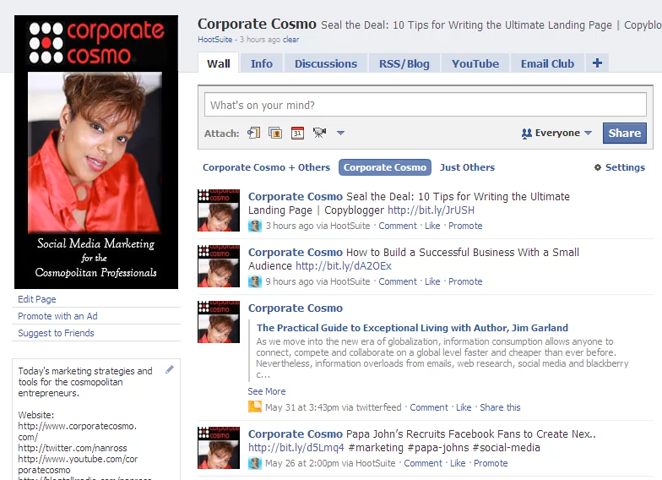 corporate
cosmo
Social Media Marketing
for the
Cosmopolitan Professionals
Edit Page
Promote with an Ad
Suggest to Friends
Today's marketing strategies and
tools for the cosmopolitan
entrepreneurs.
Website:
http://www.corporatecosmo.
com/
http://twitter.com/nanross
http://www.youtube.com/cor
poratecosmo
Corporate Cosmo Seal the Deal: 10 Tips for Writing the Ultimate Landing Page | Copyblo
HootSuite · 3 hours ago clear
Wall Info Discussions RSS/Blog YouTube Email Club +
What's on your mind?
Attach: 31 Everyone Share
Corporate Cosmo + Others Corporate Cosmo Just Others Settings
Corporate Cosmo Seal the Deal: 10 Tips for Writing the Ultimate
Landing Page | Copyblogger http://bit.ly/JrUSH
3 hours ago via HootSuite · Comment · Like · Promote
Corporate Cosmo How to Build a Successful Business With a Small
Audience http://bit.ly/dA2OEx
9 hours ago via HootSuite · Comment · Like · Promote
Corporate Cosmo
The Practical Guide to Exceptional Living with Author, Jim Garland
As we move into the new era of globalization, information consumption allows anyone to
connect, compete and collaborate on a global level faster and cheaper than ever before.
Nevertheless, information overloads from emails, web research, social media and blackberry
c...
See More
May 31 at 3:43pm via twitterfeed · Comment · Like · Share this
Corporate Cosmo Papa John's Recruits Facebook Fans to Create Nex..
http://bit.ly/d5Lmq4 #marketing #papa-johns #social-media
May 26 at 2:00pm via HootSuite · Comment · Like · Promote